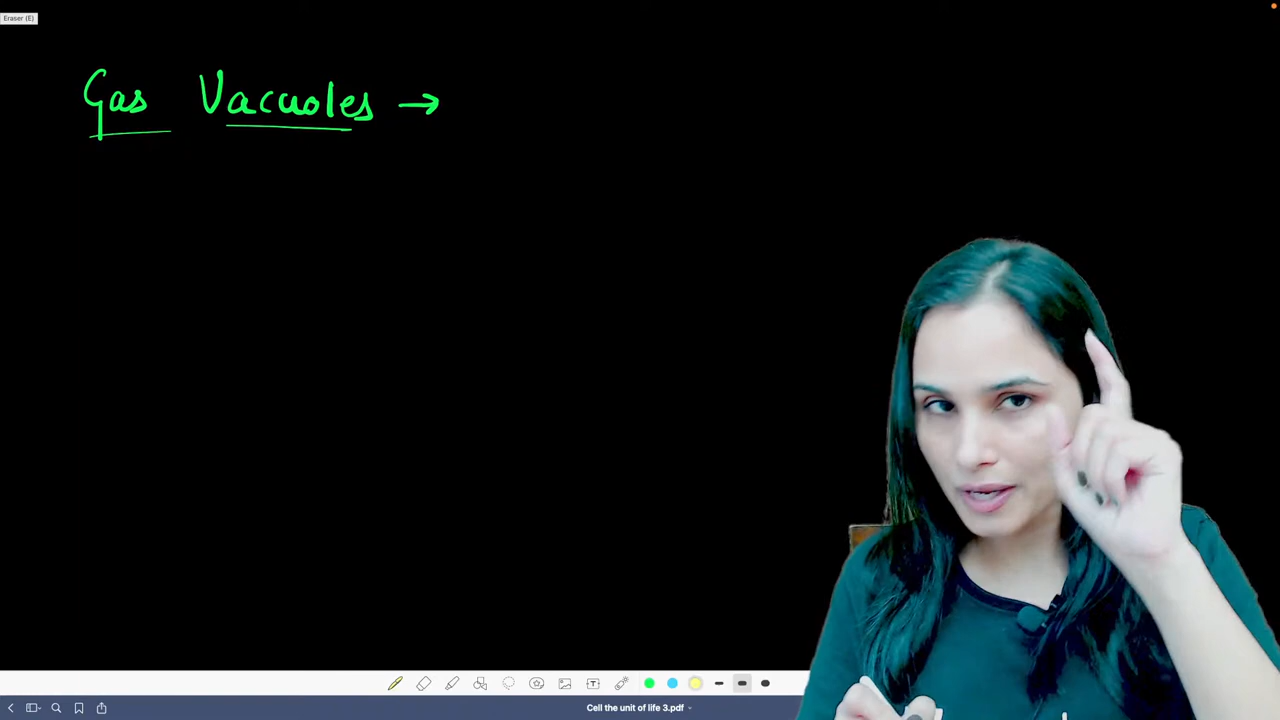 Eraser (E)
Gas Vacuoles →
Cell the unit of life 3.pdf